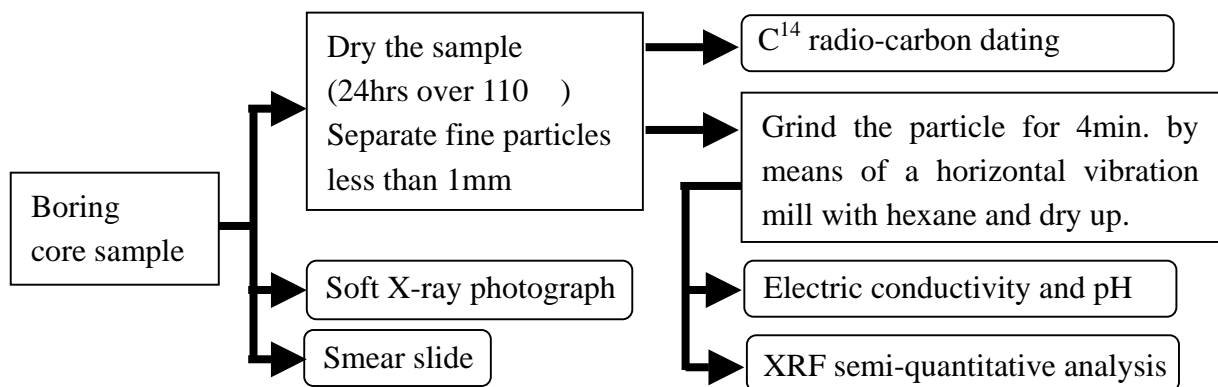 Boring
core sample
Dry the sample
(24hrs over 110 )
Separate fine particles
less than 1mm
Soft X-ray photograph
Smear slide
C¹⁴ radio-carbon dating
Grind the particle for 4min. by
means of a horizontal vibration
mill with hexane and dry up.
Electric conductivity and pH
XRF semi-quantitative analysis